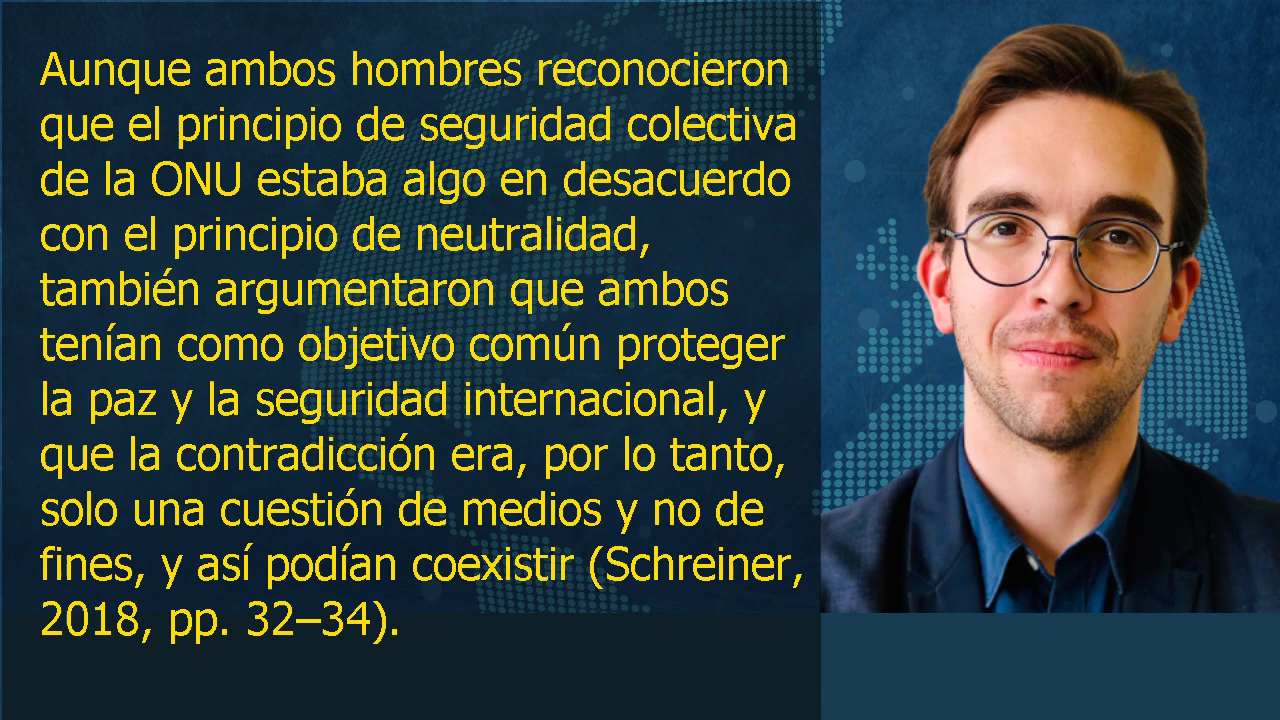 Aunque ambos hombres reconocieron
que el principio de seguridad colectiva
de la ONU estaba algo en desacuerdo
con el principio de neutralidad,
también argumentaron que ambos
tenían como objetivo común proteger
la paz y la seguridad internacional, y
que la contradicción era, por lo tanto,
solo una cuestión de medios y no de
fines, y así podían coexistir (Schreiner,
2018, pp. 32–34).